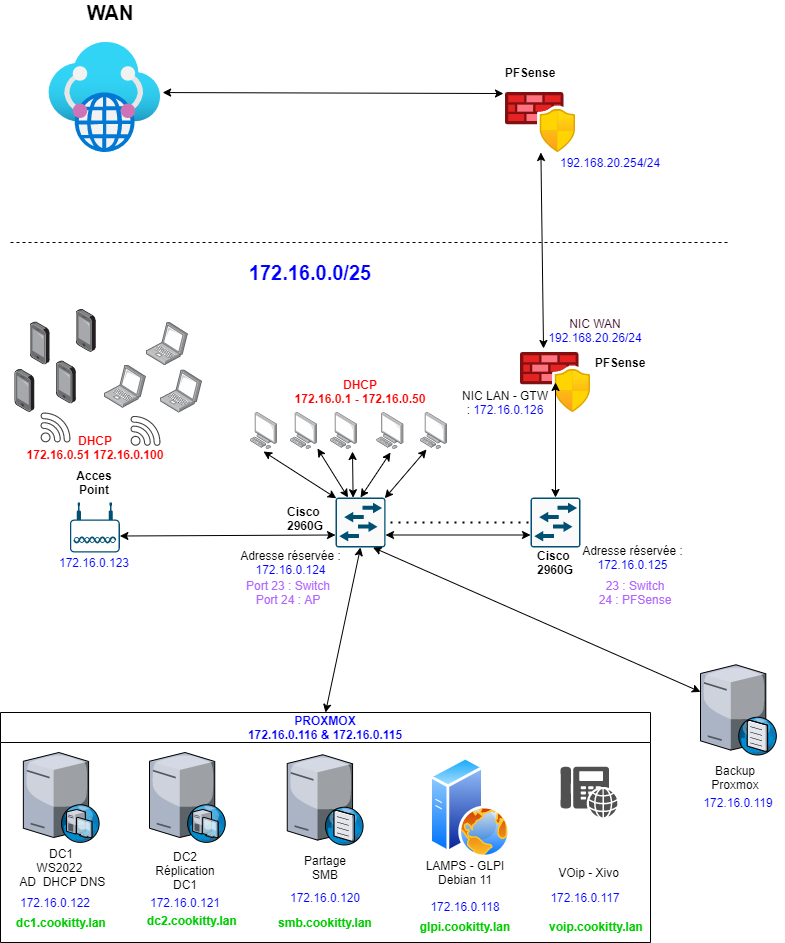 WAN
PFSense
192.168.20.254/24
172.16.0.0/25
NIC WAN
192.168.20.26/24
PFSense
NIC LAN - GTW
: 172.16.0.126
DHCP
172.16.0.1 - 172.16.0.50
DHCP
172.16.0.51 172.16.0.100
Acces
Point
172.16.0.123
Cisco
2960G
Adresse réservée :
172.16.0.124
Port 23 : Switch
Port 24 : AP
Cisco
2960G
Adresse réservée :
172.16.0.125
23 : Switch
24 : PFSense
Backup
Proxmox
172.16.0.119
PROXMOX
172.16.0.116 & 172.16.0.115
DC1
WS2022
AD DHCP DNS
172.16.0.122
dc1.cookitty.lan
DC2
Réplication
DC1
172.16.0.121
dc2.cookitty.lan
Partage
SMB
172.16.0.120
smb.cookitty.lan
LAMPS - GLPI
Debian 11
172.16.0.118
glpi.cookitty.lan
VOip - Xivo
172.16.0.117
voip.cookitty.lan